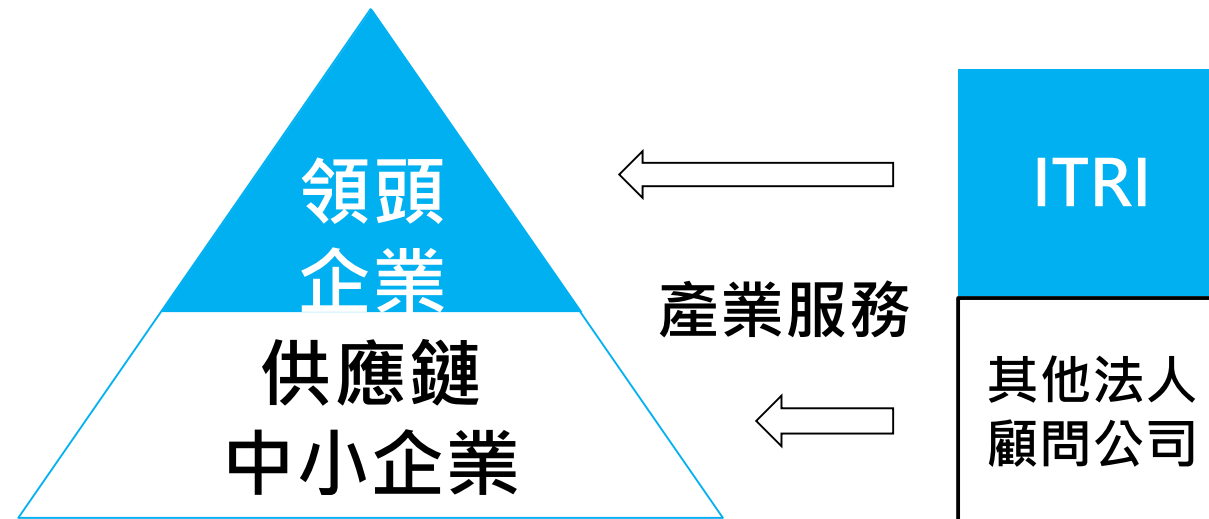 領頭
企業
供應鏈
中小企業
產業服務
ITRI
其他法人
顧問公司